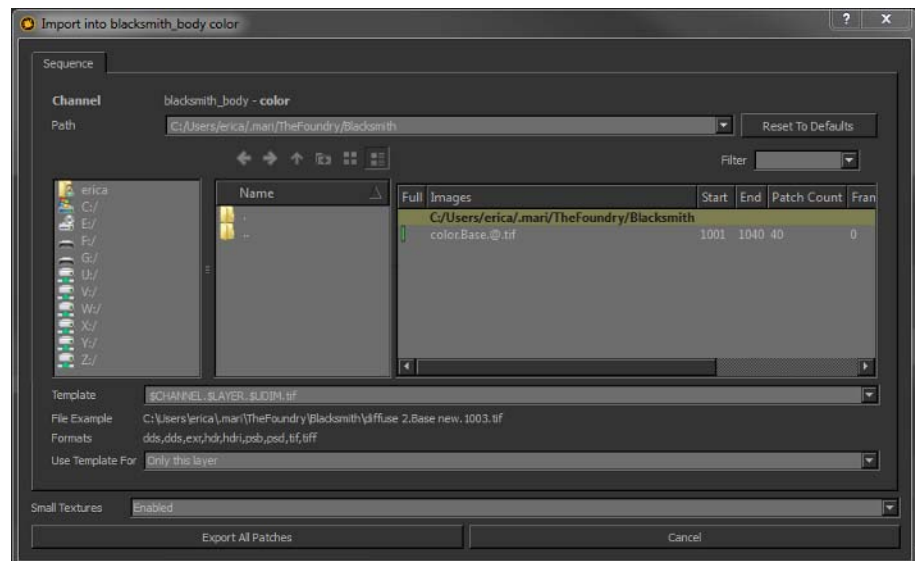 Import into blacksmith_body color
? X
Sequence
Channel blacksmith_body - color
Path C:/Users/erica/.mari/TheFoundry/Blacksmith Reset To Defaults
Filter
erica
C:/
E:/
F:/
G:/
U:/
V:/
W:/
X:/
Y:/
Z:/
Name
.
..
Full Images Start End Patch Count Fran
C:/Users/erica/.mari/TheFoundry/Blacksmith
color.Base.@.tif 1001 1040 40 0
Template $CHANNEL.$LAYER.$UDIM.tif
File Example C:\Users\erica\.mari\TheFoundry\Blacksmith\diffuse 2.Base new.1003.tif
Formats dds,dds,exr,hdr,hdri,psb,psd,tif,tiff
Use Template For Only this layer
Small Textures Enabled
Export All Patches Cancel